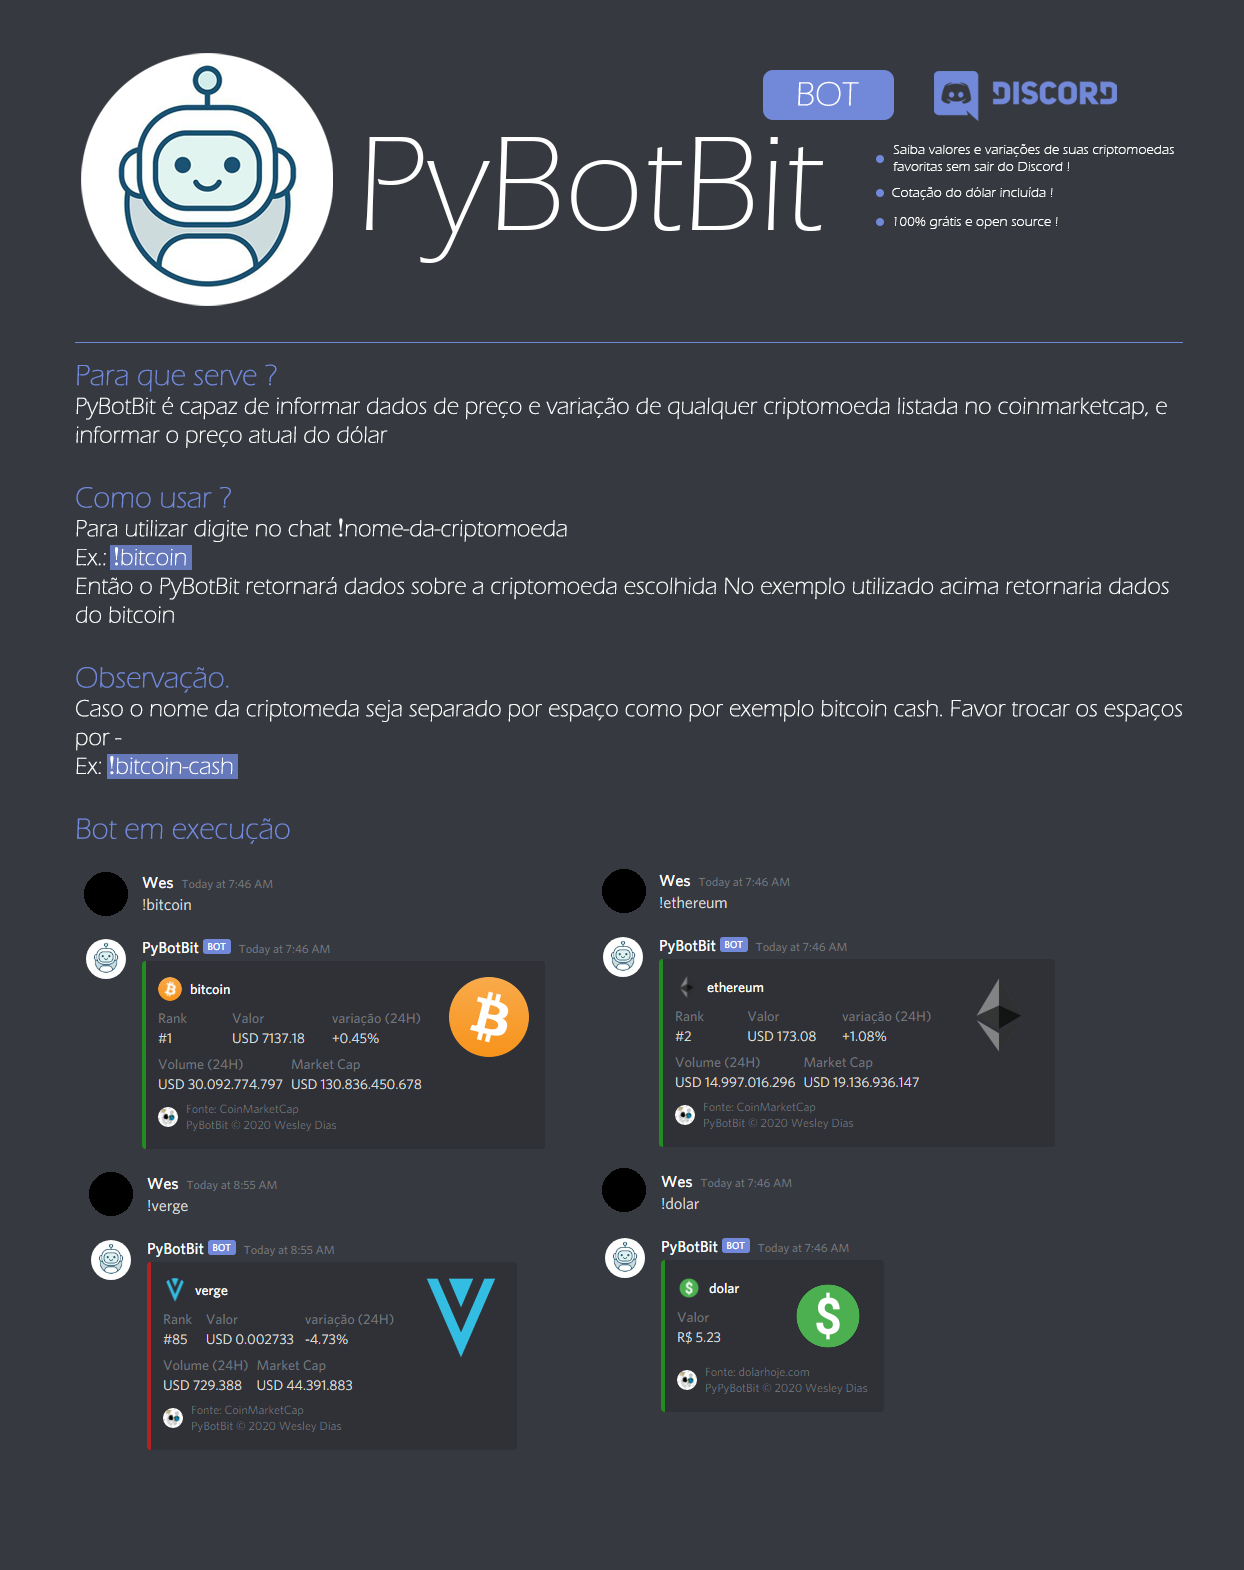 BOT
DISCORD
PyBotBit
Saiba valores e variações de suas criptomoedas
favoritas sem sair do Discord !
Cotação do dólar incluída !
100% grátis e open source !
Para que serve ?
PyBotBit é capaz de informar dados de preço e variação de qualquer criptomoeda listada no coinmarketcap, e
informar o preço atual do dólar
Como usar ?
Para utilizar digite no chat !nome-da-criptomoeda
Ex.: !bitcoin
Então o PyBotBit retornará dados sobre a criptomoeda escolhida No exemplo utilizado acima retornaria dados
do bitcoin
Observação.
Caso o nome da criptomeda seja separado por espaço como por exemplo bitcoin cash. Favor trocar os espaços
por -
Ex: !bitcoin-cash
Bot em execução
Wes Today at 7:46 AM
!bitcoin
PyBotBit BOT Today at 7:46 AM
bitcoin
Rank Valor variação (24H)
#1 USD 7137.18 +0.45%
Volume (24H) Market Cap
USD 30.092.774.797 USD 130.836.450.678
Fonte: CoinMarketCap
PyBotBit © 2020 Wesley Dias
Wes Today at 7:46 AM
!ethereum
PyBotBit BOT Today at 7:46 AM
ethereum
Rank Valor variação (24H)
#2 USD 173.08 +1.08%
Volume (24H) Market Cap
USD 14.997.016.296 USD 19.136.936.147
Fonte: CoinMarketCap
PyBotBit © 2020 Wesley Dias
Wes Today at 8:55 AM
!verge
PyBotBit BOT Today at 8:55 AM
verge
Rank Valor variação (24H)
#85 USD 0.002733 -4.73%
Volume (24H) Market Cap
USD 729.388 USD 44.391.883
Fonte: CoinMarketCap
PyBotBit © 2020 Wesley Dias
Wes Today at 7:46 AM
!dolar
PyBotBit BOT Today at 7:46 AM
dolar
Valor
R$ 5.23
Fonte: dolarhoje.com
PyPyBotBit © 2020 Wesley Dias